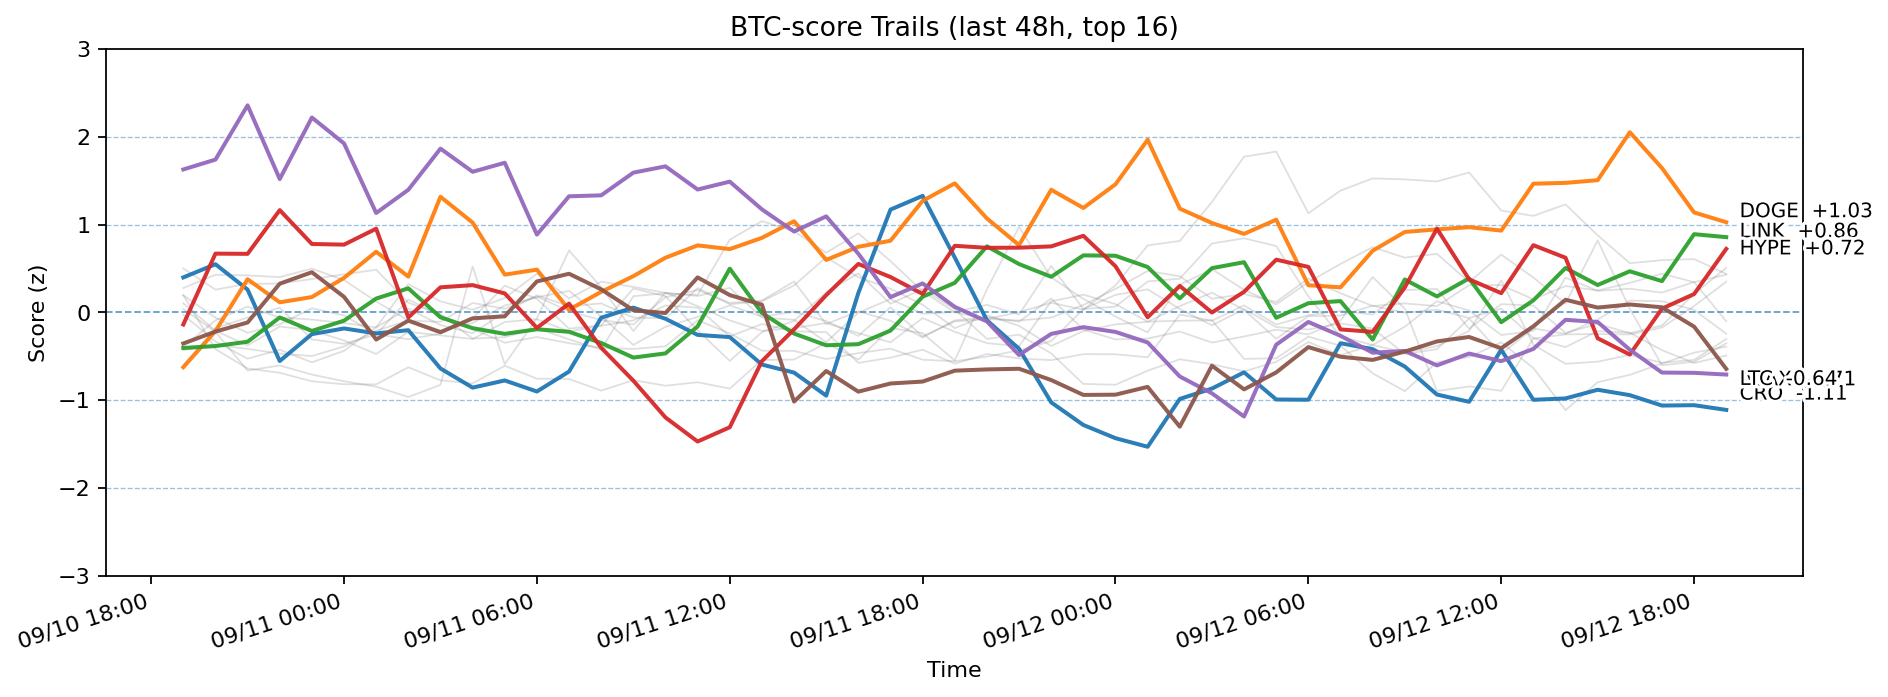 BTC-score Trails (last 48h, top 16)
3
2
1
0
−1
−2
−3
Score (z)
DOGE +1.03
LINK +0.86
HYPE +0.72
CRO -1.11
09/10 18:00
09/11 00:00
09/11 06:00
09/11 12:00
09/11 18:00
09/12 00:00
09/12 06:00
09/12 12:00
09/12 18:00
Time